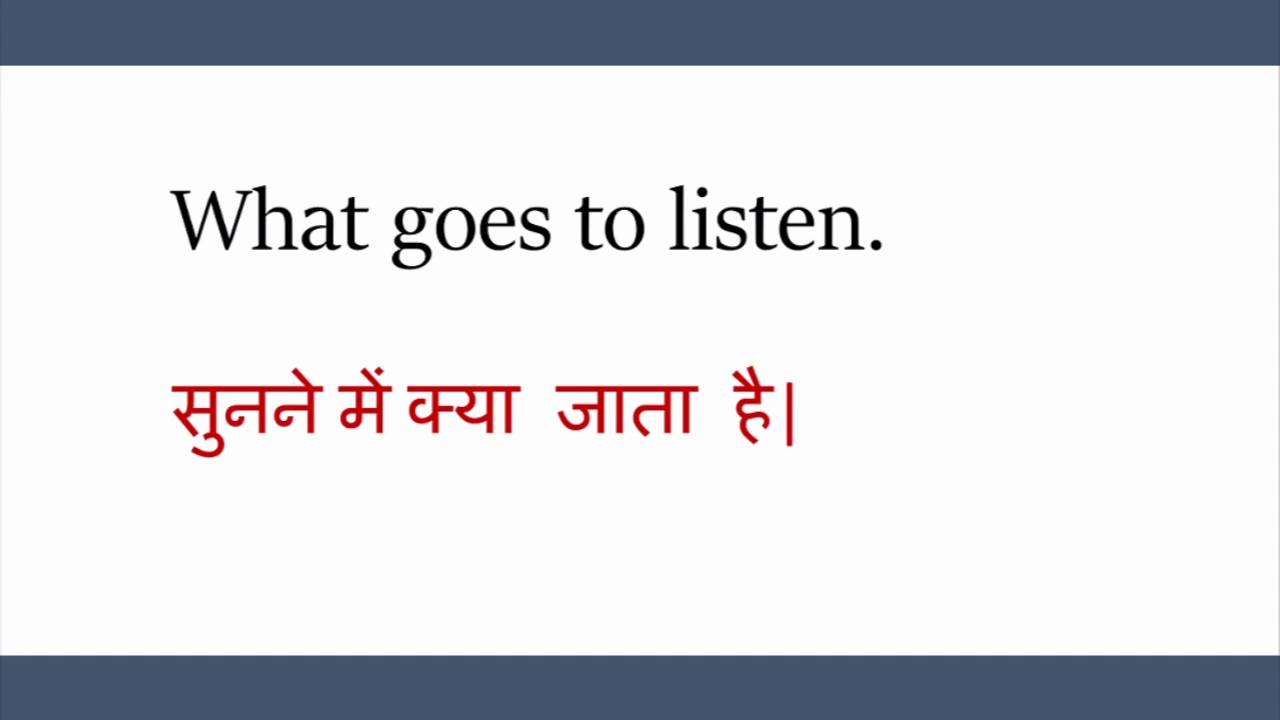 What goes to listen.
सुनने में क्या जाता है|